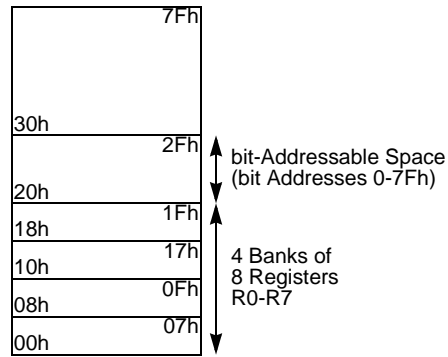 7Fh
30h
2Fh
bit-Addressable Space
(bit Addresses 0-7Fh)
20h
1Fh
18h
17h
10h
4 Banks of
8 Registers
R0-R7
0Fh
08h
07h
00h